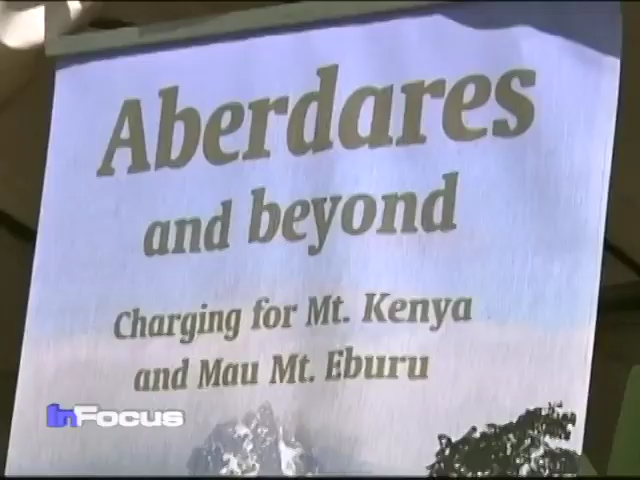 Aberdares
and beyond
Charging for Mt. Kenya
and Mau Mt. Eburu
InFocus